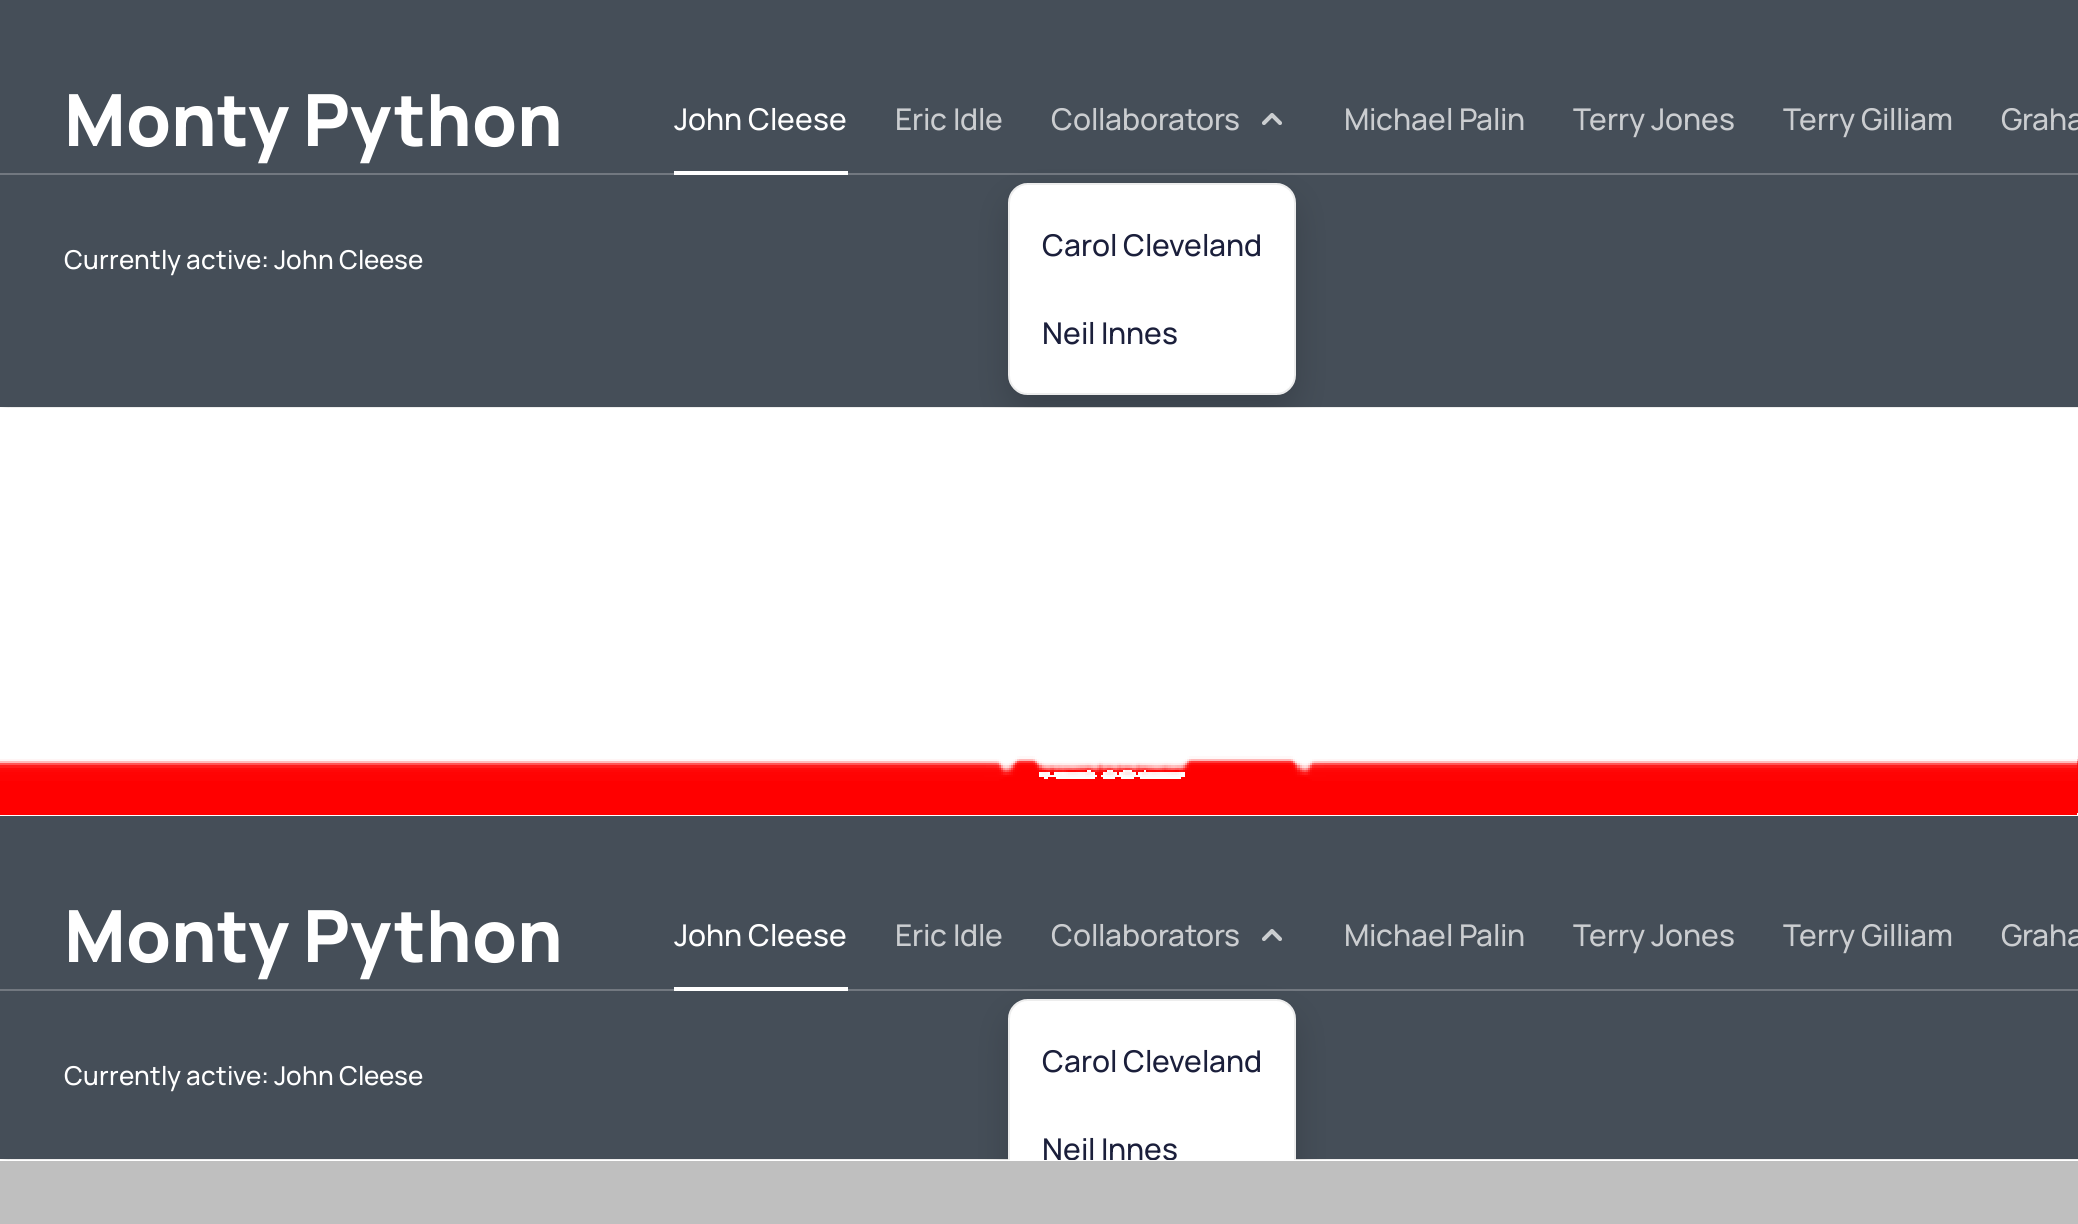 Monty Python John Cleese Eric Idle Collaborators Michael Palin Terry Jones Terry Gilliam Graha
Carol Cleveland
Currently active: John Cleese
Neil Innes
Monty Python John Cleese Eric Idle Collaborators Michael Palin Terry Jones Terry Gilliam Graha
Carol Cleveland
Currently active: John Cleese
Neil Innes